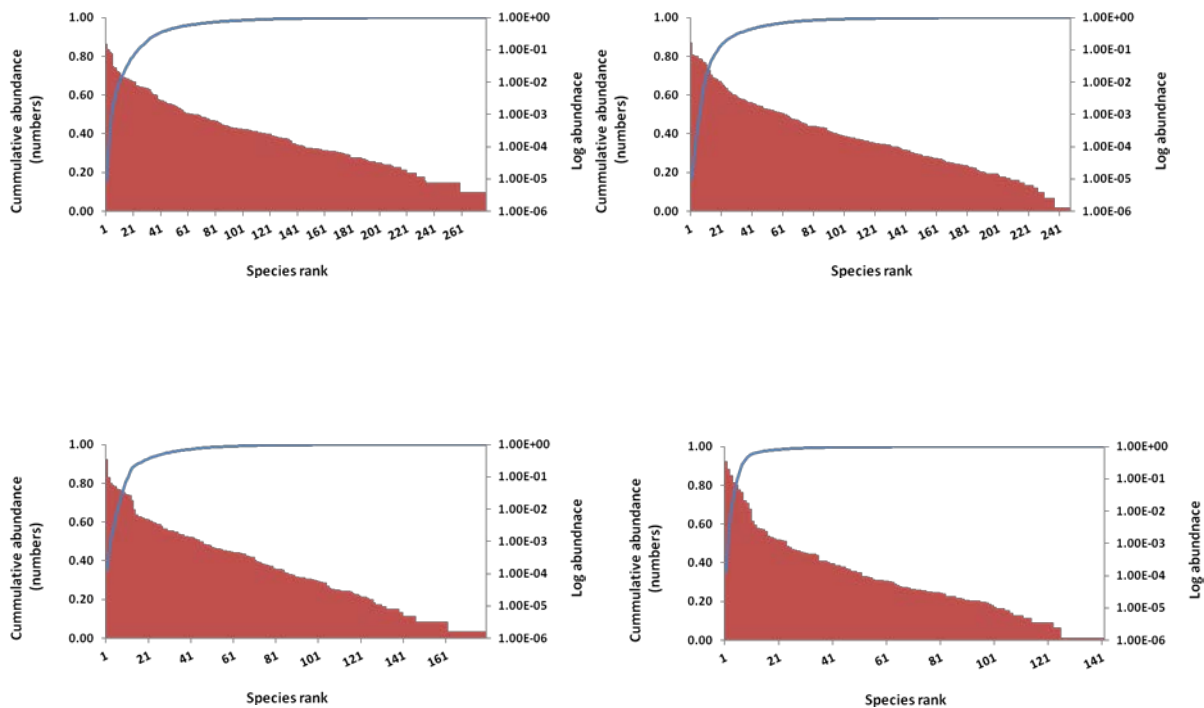 1.00
0.80
0.60
0.40
0.20
0.00
Cummulative abundance
(numbers)
1.00E+00
1.00E-01
1.00E-02
1.00E-03
1.00E-04
1.00E-05
1.00E-06
Log abundnace
1 21 41 61 81 101 121 141 161 181 201 221 241 261
Species rank
1.00
0.80
0.60
0.40
0.20
0.00
Cummulative abundance
(numbers)
1.00E+00
1.00E-01
1.00E-02
1.00E-03
1.00E-04
1.00E-05
1.00E-06
Log abundnace
1 21 41 61 81 101 121 141 161 181 201 221 241
Species rank
1.00
0.80
0.60
0.40
0.20
0.00
Cummulative abundance
(numbers)
1.00E+00
1.00E-01
1.00E-02
1.00E-03
1.00E-04
1.00E-05
1.00E-06
Log abundnace
1 21 41 61 81 101 121 141 161
Species rank
1.00
0.80
0.60
0.40
0.20
0.00
Cummulative abundance
(numbers)
1.00E+00
1.00E-01
1.00E-02
1.00E-03
1.00E-04
1.00E-05
1.00E-06
Log abundnace
1 21 41 61 81 101 121 141
Species rank